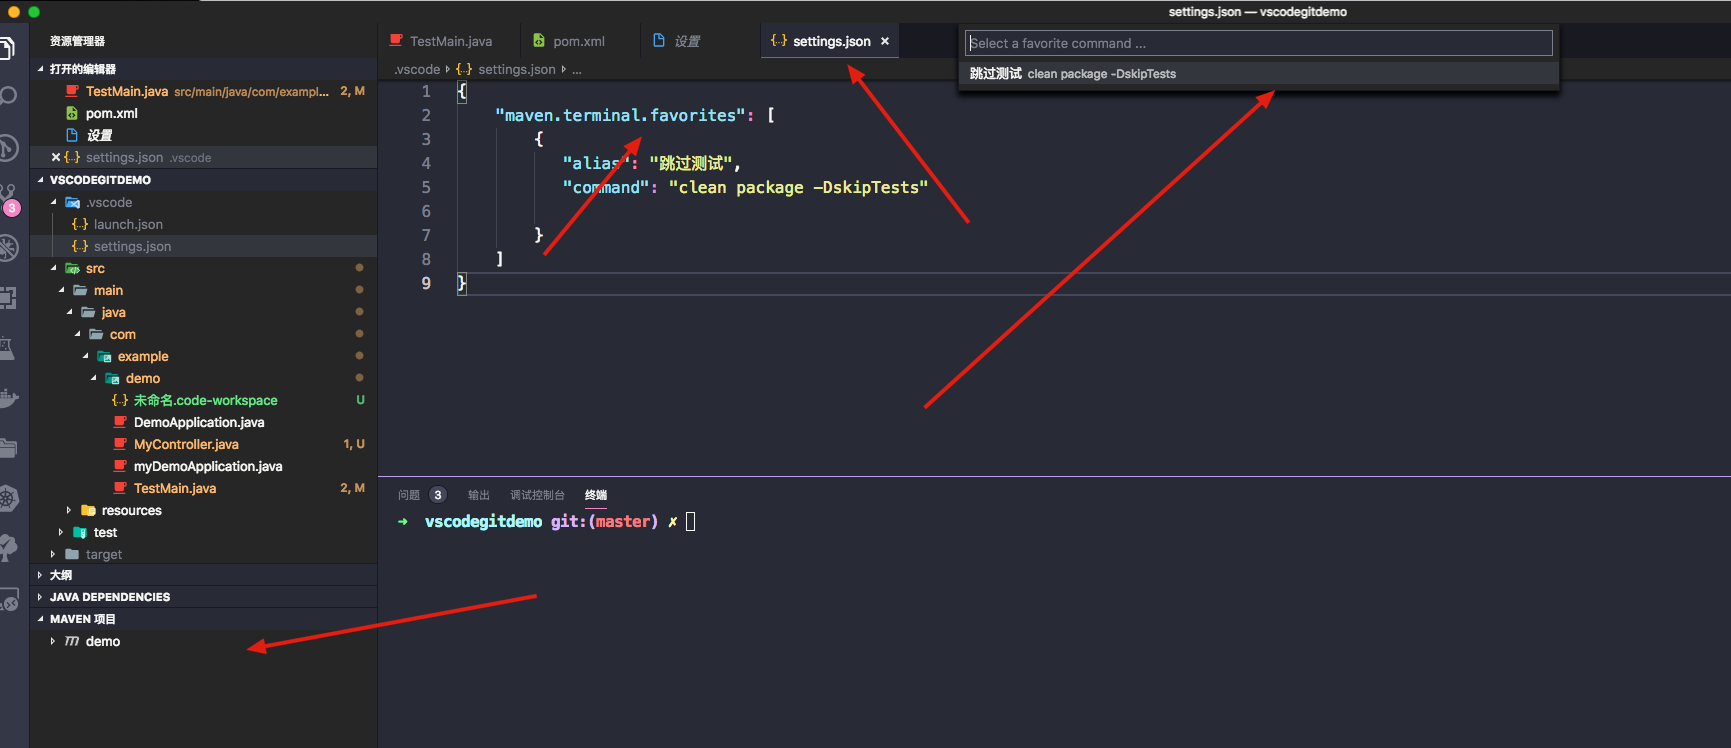 settings.json — vscodegitdemo
资源管理器
打开的编辑器
TestMain.java src/main/java/com/exampl... 2, M
pom.xml
设置
settings.json .vscode
VSCODEGITDEMO
.vscode
launch.json
settings.json
src
main
java
com
example
demo
未命名.code-workspace U
DemoApplication.java
MyController.java 1, U
myDemoApplication.java
TestMain.java 2, M
resources
test
target
大纲
JAVA DEPENDENCIES
MAVEN 项目
demo
3
TestMain.java
pom.xml
设置
settings.json
.vscode settings.json ...
Select a favorite command ...
跳过测试 clean package -DskipTests
1 {
2 "maven.terminal.favorites": [
3 {
4 "alias": "跳过测试",
5 "command": "clean package -DskipTests"
6
7 }
8 ]
9 }
问题 3 输出 调试控制台 终端
➜ vscodegitdemo git:(master) ✗